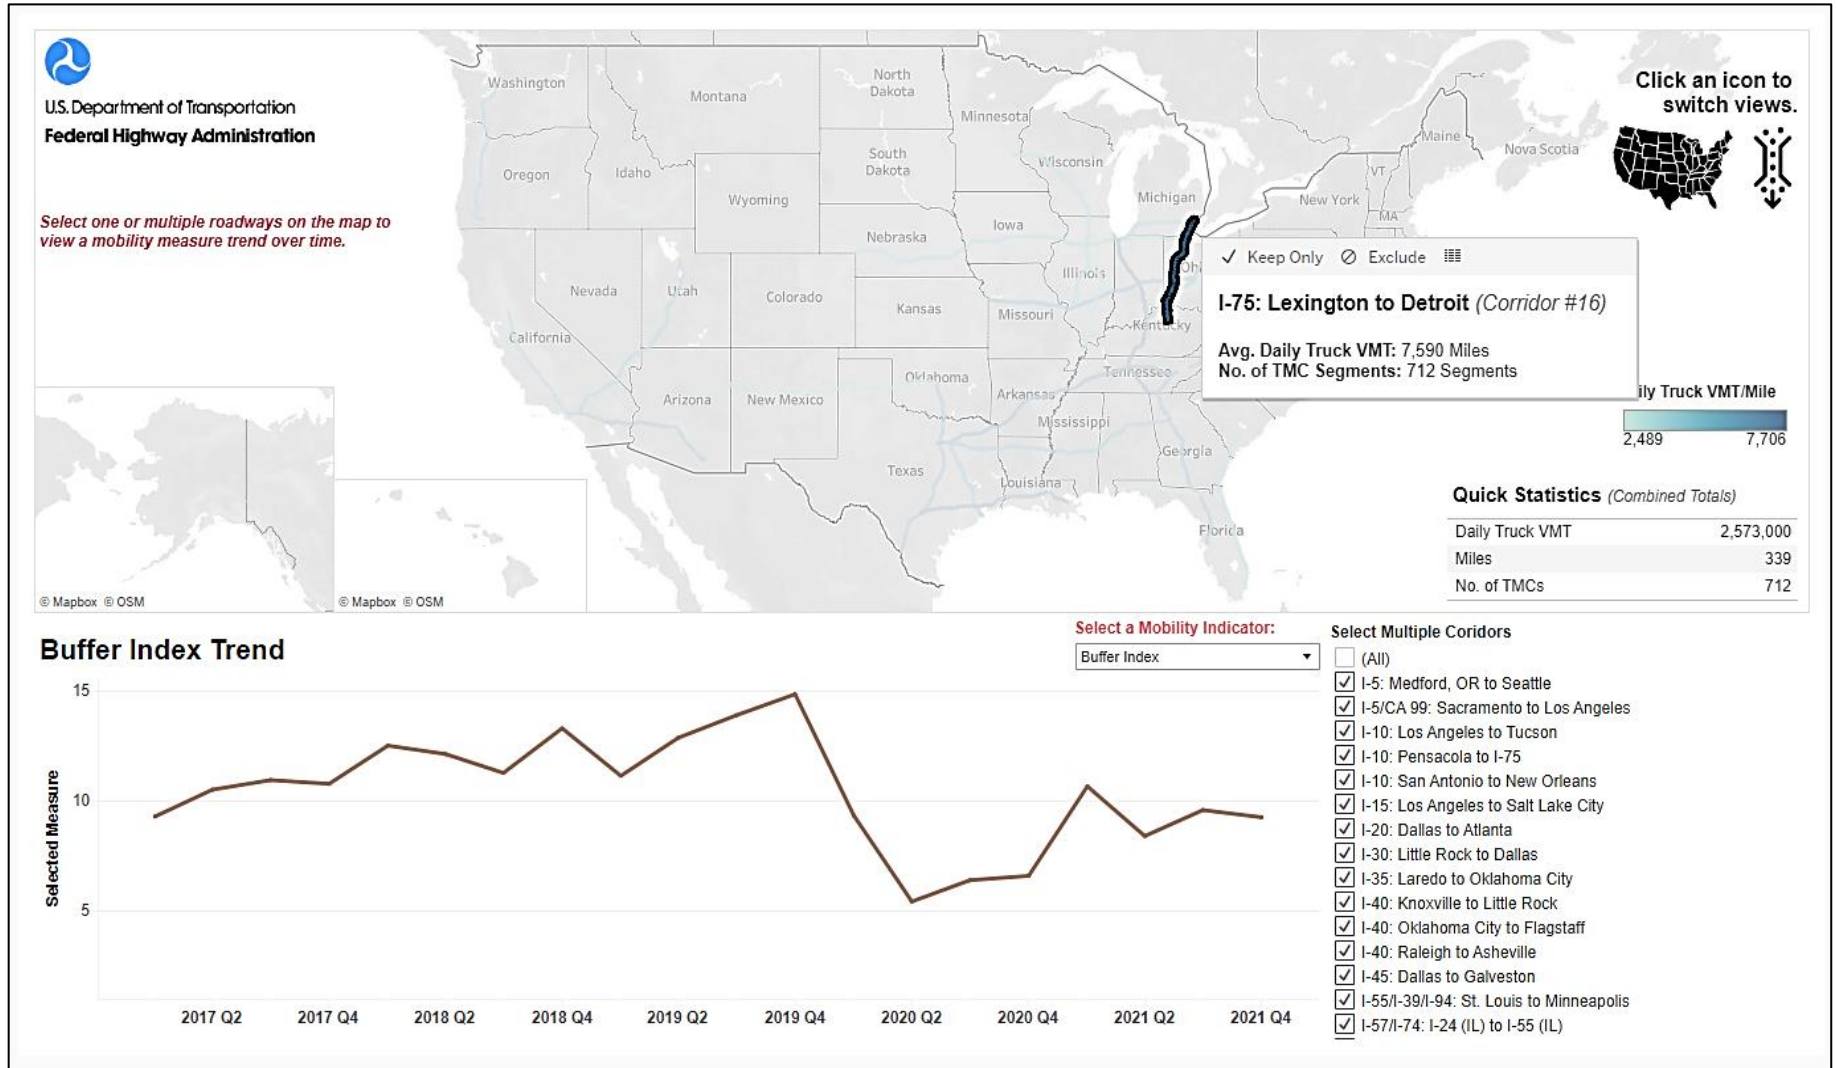 U.S. Department of Transportation
Federal Highway Administration
Select one or multiple roadways on the map to
view a mobility measure trend over time.
Click an icon to
switch views.
Washington
Montana
North
Dakota
Minnesota
Maine
Nova Scotia
Oregon
Idaho
South
Dakota
Wisconsin
VT
Wyoming
Michigan
New York
MA
Nebraska
Iowa
Nevada
Utah
Colorado
Illinois
Kansas
Missouri
Kentucky
California
Oklahoma
Arkansas
Tennessee
Arizona
New Mexico
Mississippi
Georgia
Texas
Louisiana
Florida
Keep Only
Exclude
I-75: Lexington to Detroit (Corridor #16)
Avg. Daily Truck VMT: 7,590 Miles
No. of TMC Segments: 712 Segments
ily Truck VMT/Mile
2,489 7,706
Quick Statistics (Combined Totals)
Daily Truck VMT 2,573,000
Miles 339
No. of TMCs 712
© Mapbox © OSM
© Mapbox © OSM
Buffer Index Trend
Select a Mobility Indicator:
Buffer Index
Select Multiple Coridors
(All)
I-5: Medford, OR to Seattle
I-5/CA 99: Sacramento to Los Angeles
I-10: Los Angeles to Tucson
I-10: Pensacola to I-75
I-10: San Antonio to New Orleans
I-15: Los Angeles to Salt Lake City
I-20: Dallas to Atlanta
I-30: Little Rock to Dallas
I-35: Laredo to Oklahoma City
I-40: Knoxville to Little Rock
I-40: Oklahoma City to Flagstaff
I-40: Raleigh to Asheville
I-45: Dallas to Galveston
I-55/I-39/I-94: St. Louis to Minneapolis
I-57/I-74: I-24 (IL) to I-55 (IL)
Selected Measure
15
10
5
2017 Q2 2017 Q4 2018 Q2 2018 Q4 2019 Q2 2019 Q4 2020 Q2 2020 Q4 2021 Q2 2021 Q4